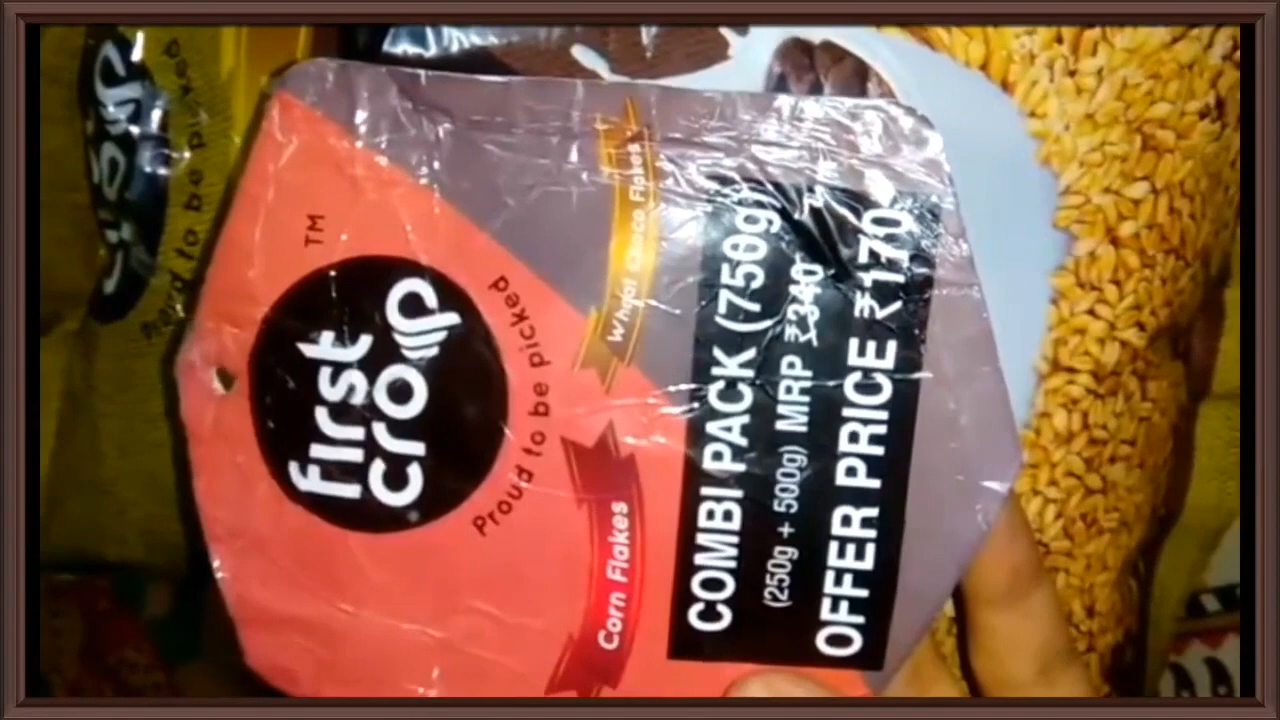 first
crop
TM
Proud to be picked
Corn Flakes
Whgol Choco Flakes
COMBI PACK (750g)
(250g + 500g) MRP ₹340
OFFER PRICE ₹170
Proud to be picked